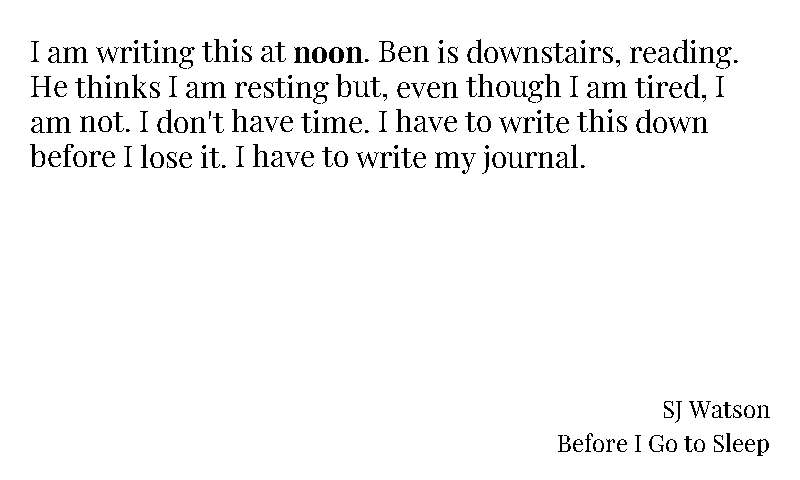 I am writing this at noon. Ben is downstairs, reading.
He thinks I am resting but, even though I am tired, I
am not. I don't have time. I have to write this down
before I lose it. I have to write my journal.
SJ Watson
Before I Go to Sleep